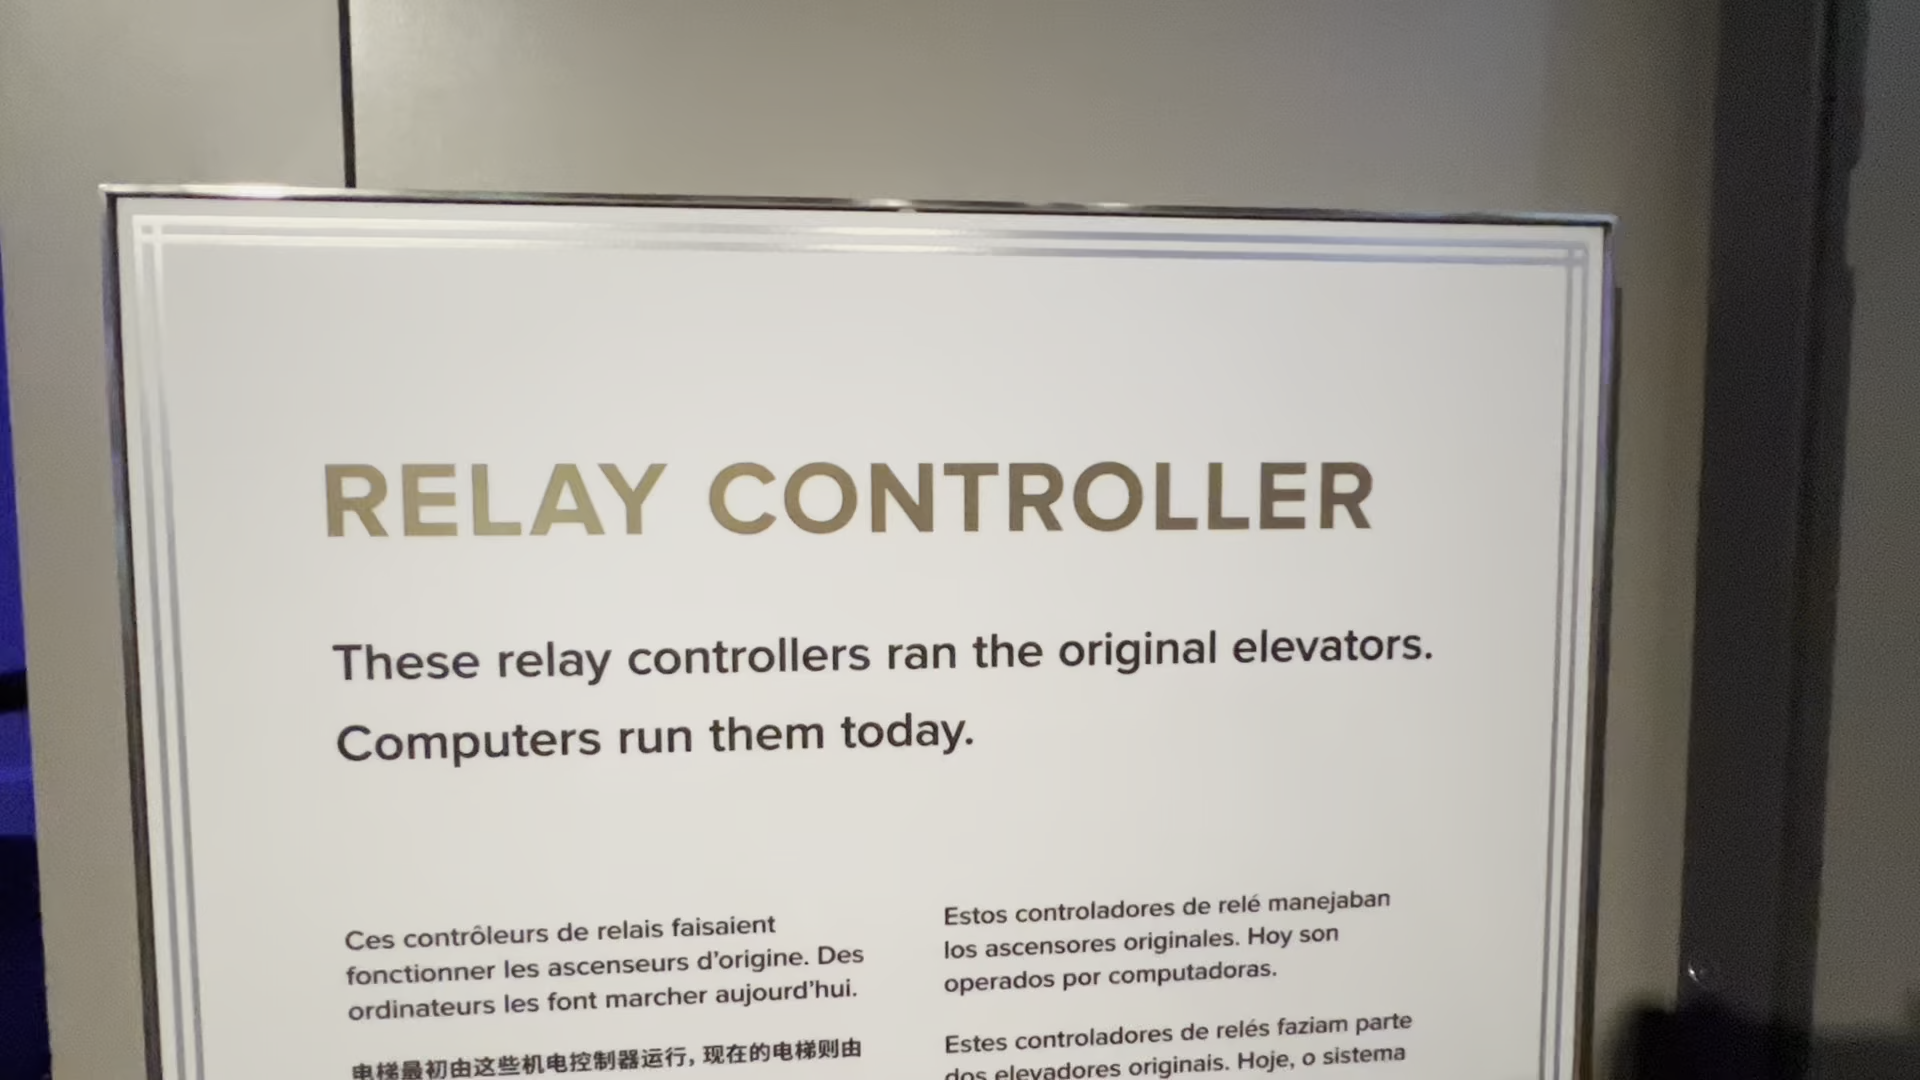 RELAY CONTROLLER
These relay controllers ran the original elevators.
Computers run them today.
Ces contrôleurs de relais faisaient
fonctionner les ascenseurs d'origine. Des
ordinateurs les font marcher aujourd'hui.
电梯最初由这些机电控制器运行, 现在的电梯则由
Estos controladores de relé manejaban
los ascensores originales. Hoy son
operados por computadoras.
Estes controladores de relés faziam parte
dos elevadores originais. Hoje, o sistema